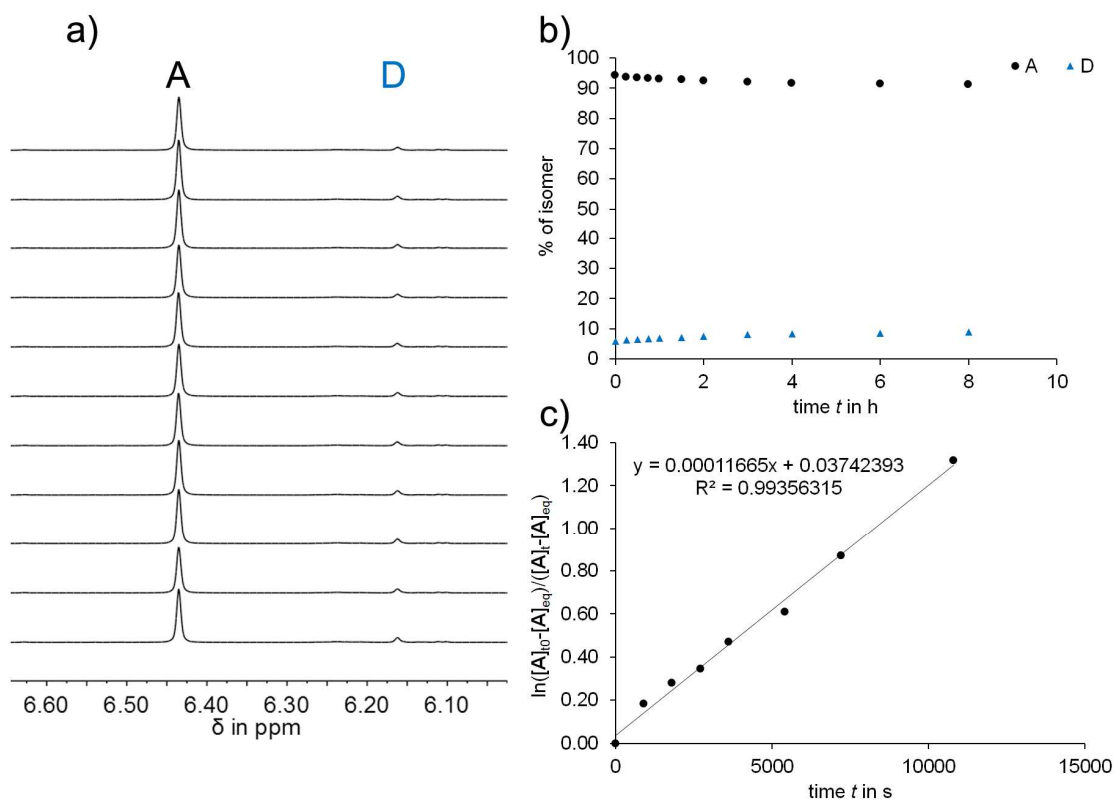 a)
A D
6.60 6.50 6.40 6.30 6.20 6.10
δ in ppm
b)
A D
100
90
80
70
60
50
40
30
20
10
0
% of isomer
0 2 4 6 8 10
time t in h
c)
1.40
1.20
1.00
0.80
0.60
0.40
0.20
0.00
ln([A]t0-[A]eq)/([A]t-[A]eq)
y = 0.00011665x + 0.03742393
R² = 0.99356315
0 5000 10000 15000
time t in s